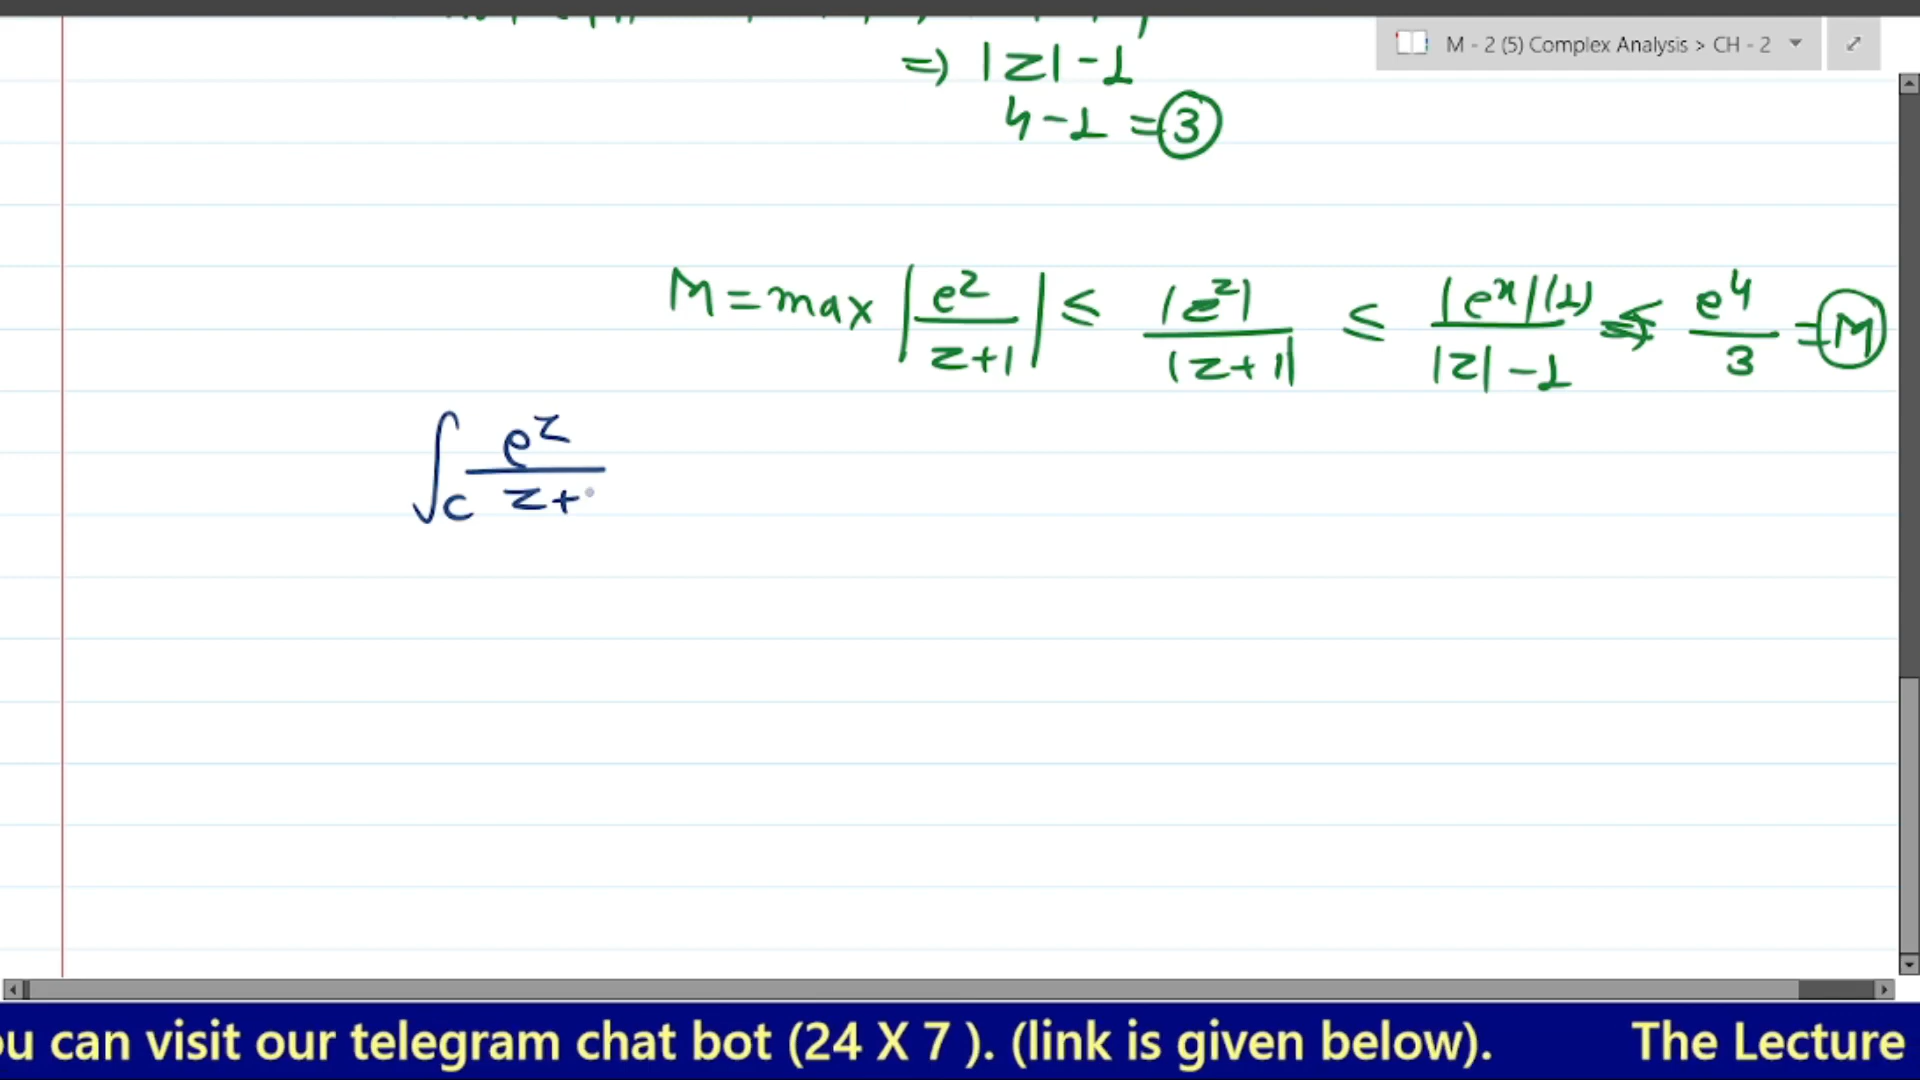 M - 2 (5) Complex Analysis > CH - 2
=> |z| - 1
4 - 1 = 3
M = max |e^z / z+1| ≤ |e^z| / |z+1| ≤ |e^x|(1) / |z| - 1 ≤ e^4 / 3 = M
∫_C e^z / z+
ou can visit our telegram chat bot (24 X 7 ). (link is given below). The Lecture